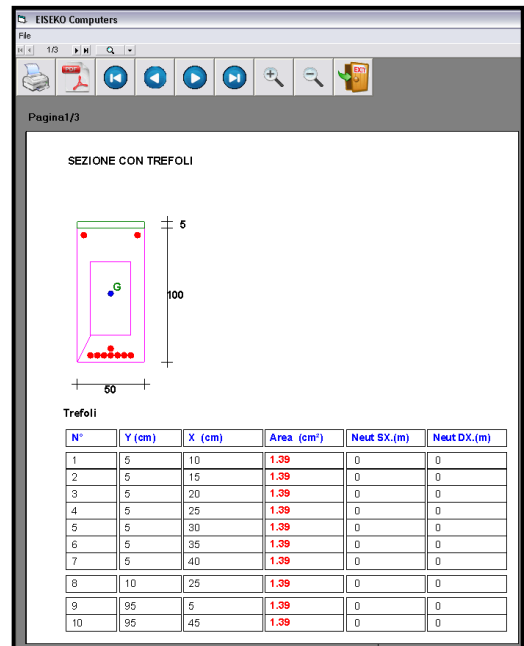 EISEKO Computers
File
1/3
PDF
EXIT
Pagina1/3
SEZIONE CON TREFOLI
5
G
100
50
Trefoli
N° Y (cm) X (cm) Area (cm²) Neut SX.(m) Neut DX.(m)
1 5 10 1.39 0 0
2 5 15 1.39 0 0
3 5 20 1.39 0 0
4 5 25 1.39 0 0
5 5 30 1.39 0 0
6 5 35 1.39 0 0
7 5 40 1.39 0 0
8 10 25 1.39 0 0
9 95 5 1.39 0 0
10 95 45 1.39 0 0